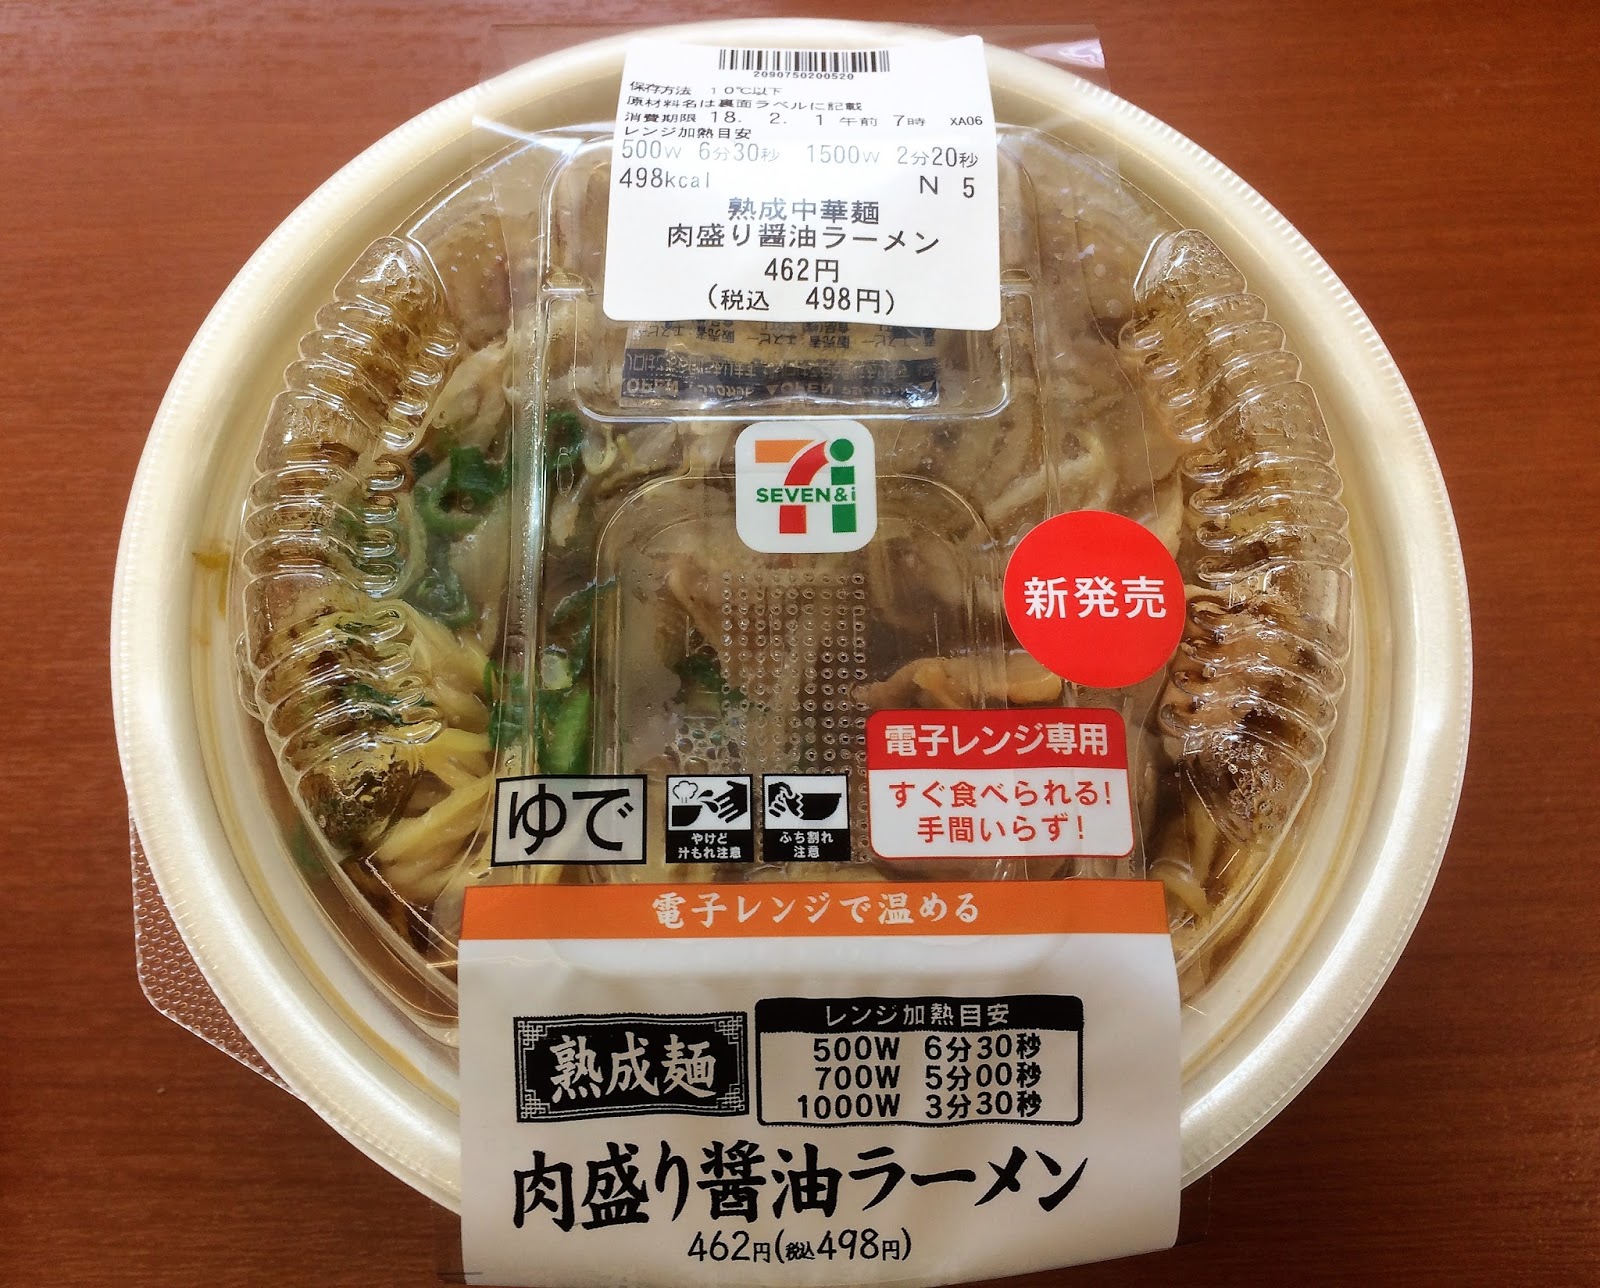 2090750200520
保存方法 10℃以下
原材料名は裏面ラベルに記載
消費期限 18. 2. 1 午前 7時 XA06
レンジ加熱目安
500W 6分30秒 1500W 2分20秒
498kcal N 5
熟成中華麺
肉盛り醤油ラーメン
462円
(税込 498円)
SEVEN&i
新発売
電子レンジ専用
すぐ食べられる!
手間いらず!
ゆで
やけど
汁もれ注意
ふち割れ
注意
電子レンジで温める
熟成麺
レンジ加熱目安
500W 6分30秒
700W 5分00秒
1000W 3分30秒
肉盛り醤油ラーメン
462円(税込498円)